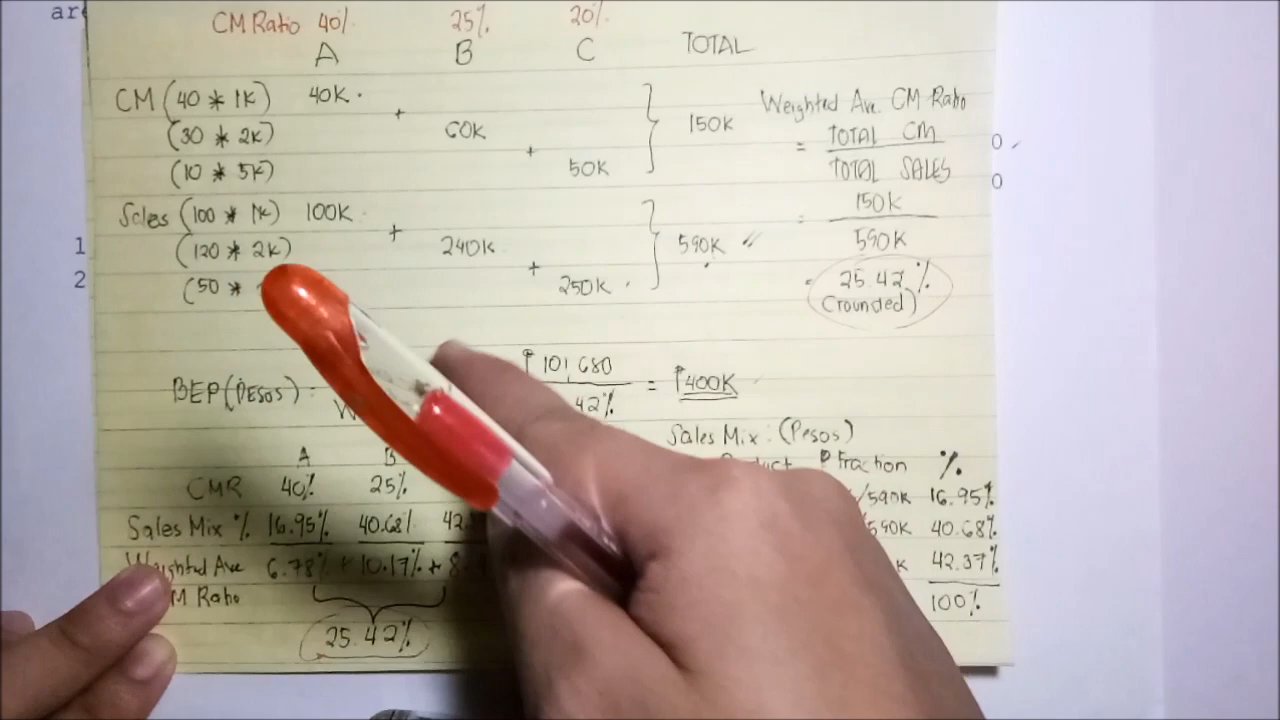 CM Ratio 40% 25% 20%
A B C TOTAL
CM (40 * 1K) 40K. +
(30 * 2K) 60K + 150K
(10 * 5K) 50K
Weighted Ave. CM Ratio
= TOTAL CM
TOTAL SALES
= 150K
590K
25.42%
(rounded)
Sales (100 * 1K) 100K +
(120 * 2K) 240K + 590K
(50 * 250K
BEP (PESOS) : ₱101,680 = ₱400K
42%
A B
CMR 40% 25%
Sales Mix % 16.95% 40.68% 42
Weighted Ave 6.78% + 10.17% + 8
M Ratio
25.42%
Sales Mix : (Pesos)
₱ Fraction %
/590K 16.95%
590K 40.68%
K 42.37%
100%
1
2
0
0